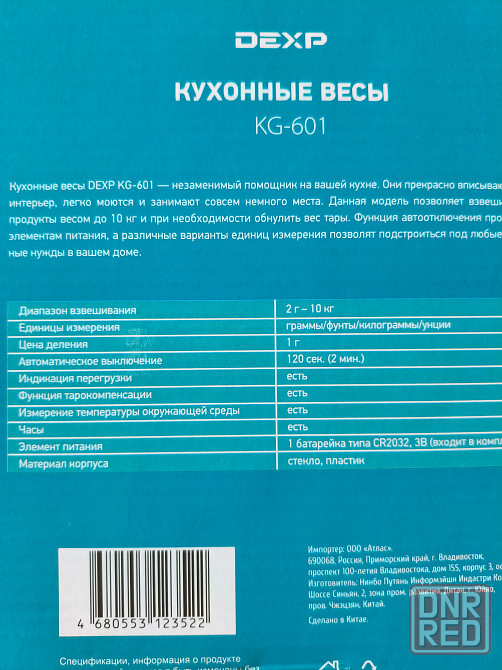 DEXP
КУХОННЫЕ ВЕСЫ
KG-601
Кухонные весы DEXP KG-601 — незаменимый помощник на вашей кухне. Они прекрасно вписываю
интерьер, легко моются и занимают совсем немного места. Данная модель позволяет взвеши
продукты весом до 10 кг и при необходимости обнулить вес тары. Функция автоотключения про
элементам питания, а различные варианты единиц измерения позволят подстроиться под любые
ные нужды в вашем доме.
Диапазон взвешивания 2 г – 10 кг
Единицы измерения граммы/фунты/килограммы/унции
Цена деления 1 г
Автоматическое выключение 120 сек. (2 мин.)
Индикация перегрузки есть
Функция тарокомпенсации есть
Измерение температуры окружающей среды есть
Часы есть
Элемент питания 1 батарейка типа CR2032, 3В (входит в компл
Материал корпуса стекло, пластик
Импортер: ООО «Атлас».
690068, Россия, Приморский край, г. Владивосток,
проспект 100-летия Владивостока, дом 155, корпус 3, оф
Изготовитель: Нинбо Путянь Информэйшн Индастри Ко
Шоссе Синьян, 2, зона пром. развития Дитан, г. Юйяо,
пров. Чжэцзян, Китай.
Сделано в Китае.
4 680553 123522
DNR
RED
Спецификации, информация о продукте